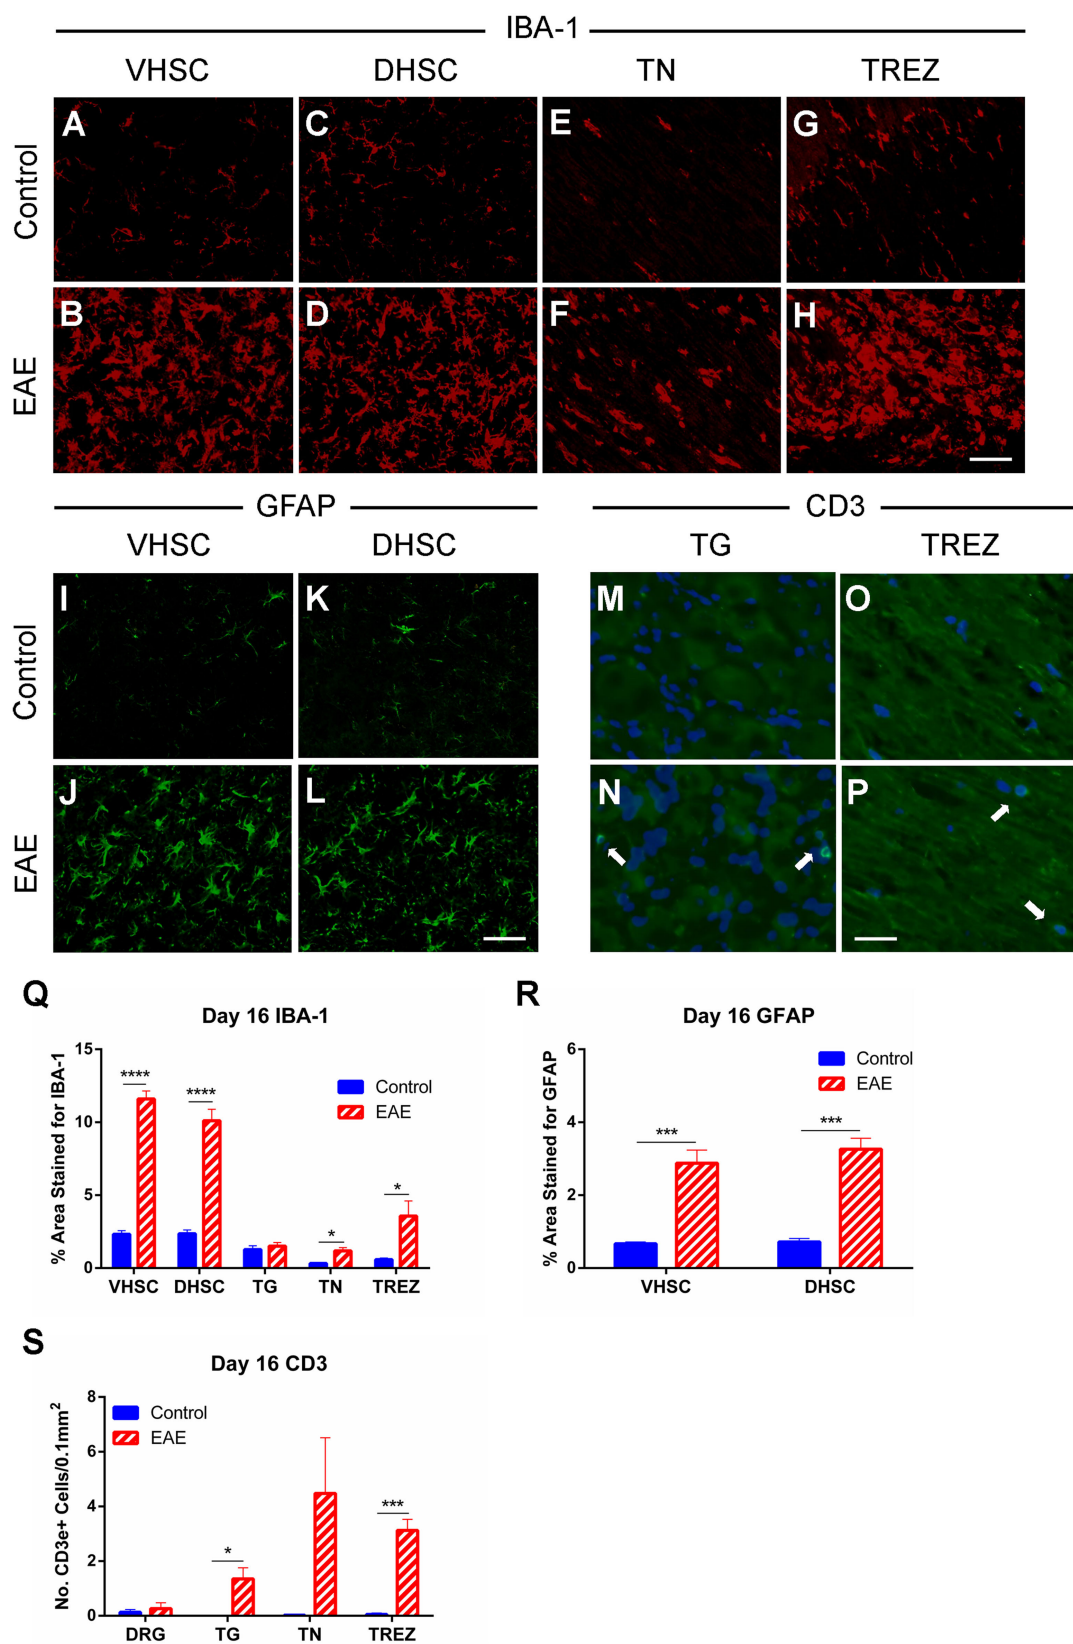 IBA-1
VHSC DHSC TN TREZ
Control
A C E G
EAE
B D F H
GFAP CD3
VHSC DHSC TG TREZ
Control
I K M O
EAE
J L N P
Q
Day 16 IBA-1
% Area Stained for IBA-1
15
10
5
0
**** **** * *
Control
EAE
VHSC DHSC TG TN TREZ
R
Day 16 GFAP
% Area Stained for GFAP
6
4
2
0
*** ***
Control
EAE
VHSC DHSC
S
Day 16 CD3
No. CD3e+ Cells/0.1mm²
8
6
4
2
0
Control
EAE
* ***
DRG TG TN TREZ